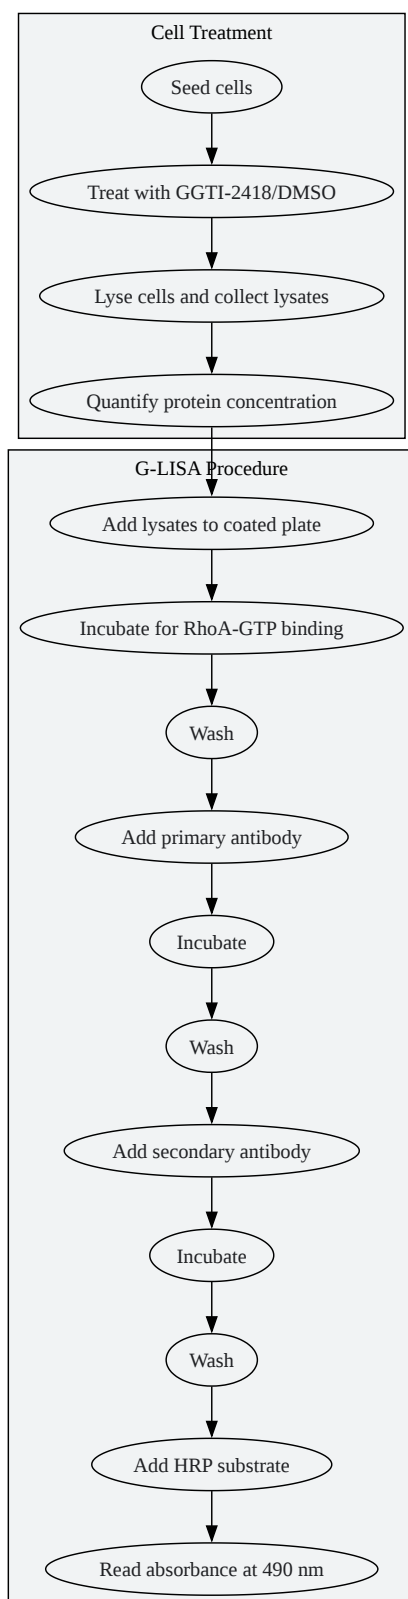 Cell Treatment
Seed cells
Treat with GGTI-2418/DMSO
Lyse cells and collect lysates
Quantify protein concentration
G-LISA Procedure
Add lysates to coated plate
Incubate for RhoA-GTP binding
Wash
Add primary antibody
Incubate
Wash
Add secondary antibody
Incubate
Wash
Add HRP substrate
Read absorbance at 490 nm